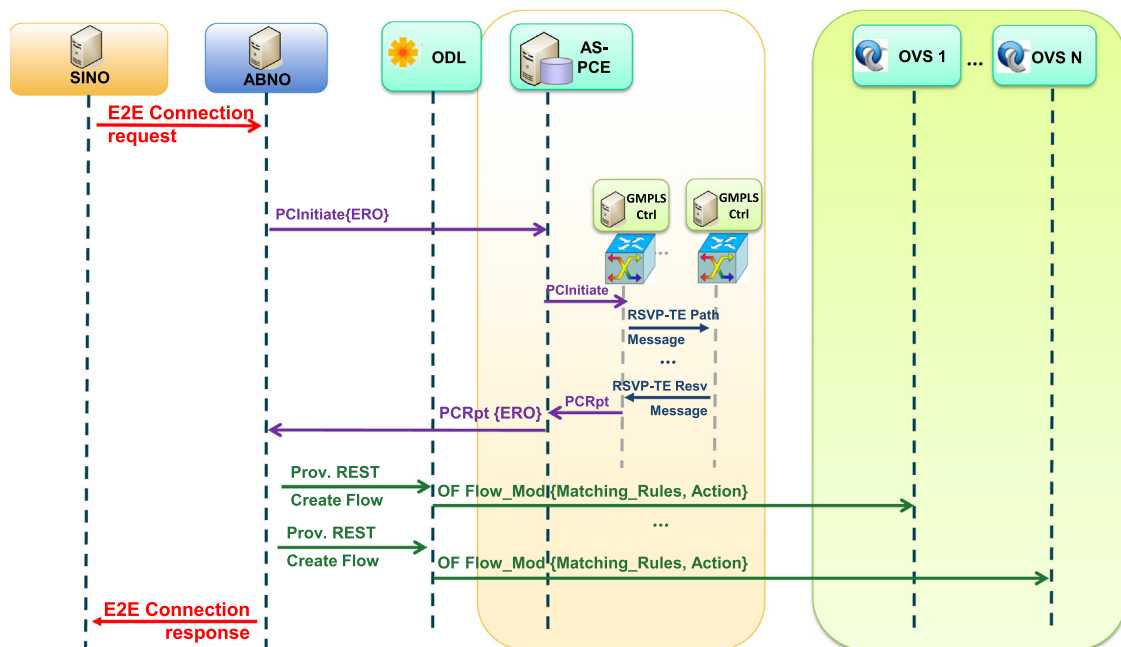 SINO
ABNO
ODL
AS-
PCE
OVS 1
...
OVS N
E2E Connection
request
GMPLS
Ctrl
GMPLS
Ctrl
PCInitiate{ERO}
...
PCInitiate
RSVP-TE Path
Message
...
RSVP-TE Resv
Message
PCRpt
PCRpt {ERO}
Prov. REST
Create Flow
OF Flow_Mod {Matching_Rules, Action}
...
Prov. REST
Create Flow
OF Flow_Mod {Matching_Rules, Action}
E2E Connection
response